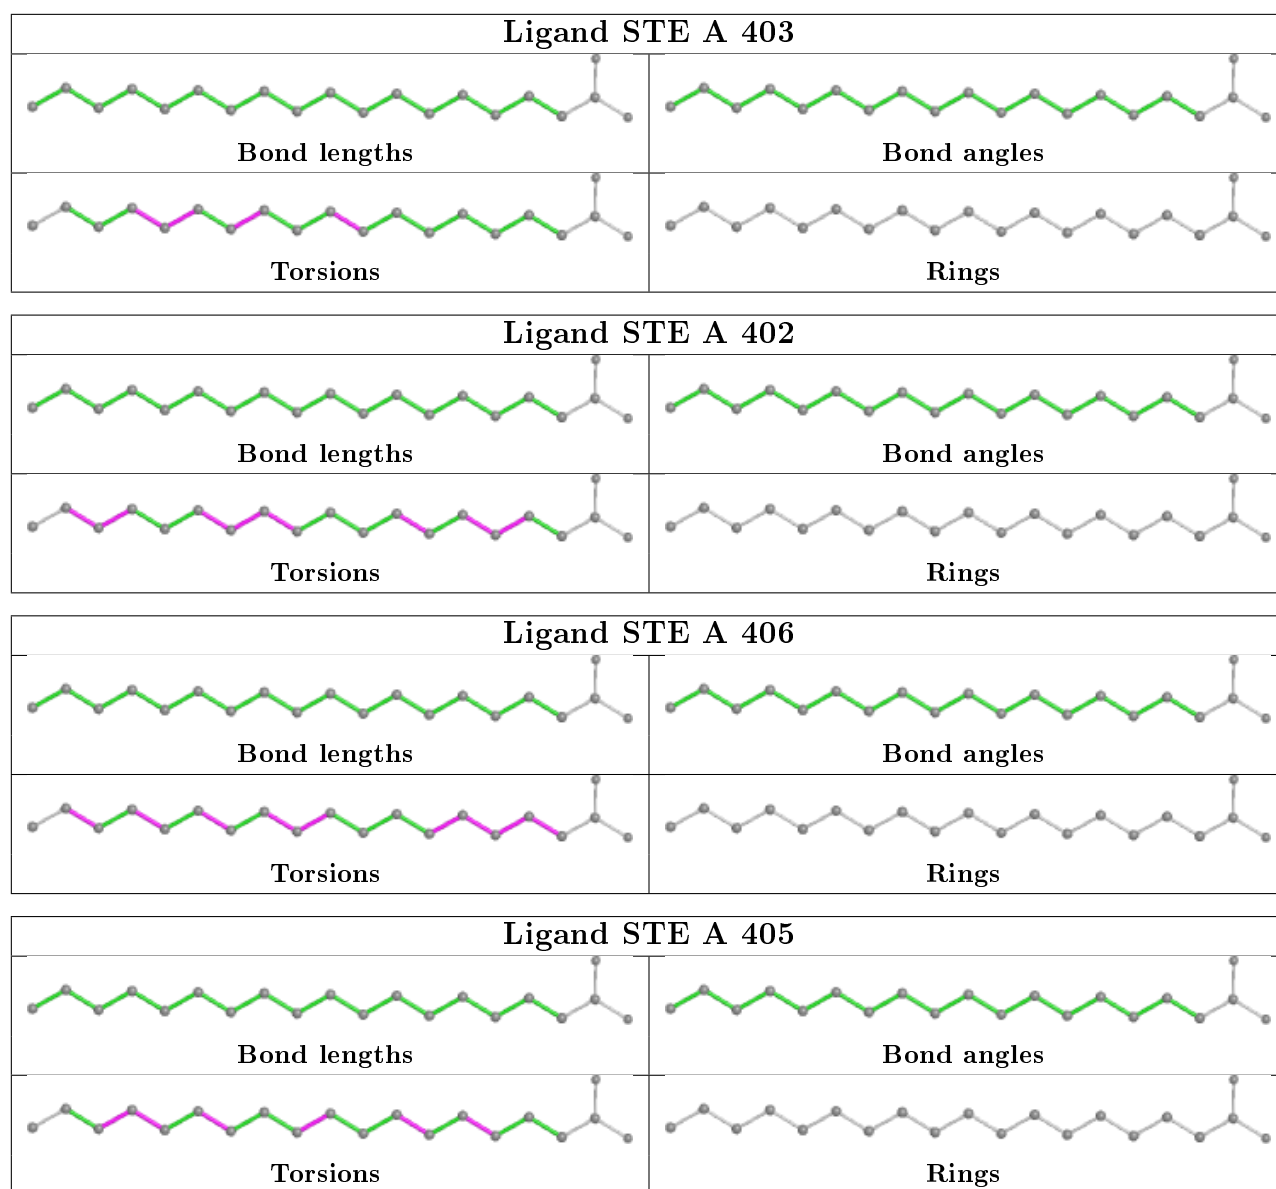 Ligand STE A 403
Bond lengths
Bond angles
Torsions
Rings
Ligand STE A 402
Bond lengths
Bond angles
Torsions
Rings
Ligand STE A 406
Bond lengths
Bond angles
Torsions
Rings
Ligand STE A 405
Bond lengths
Bond angles
Torsions
Rings